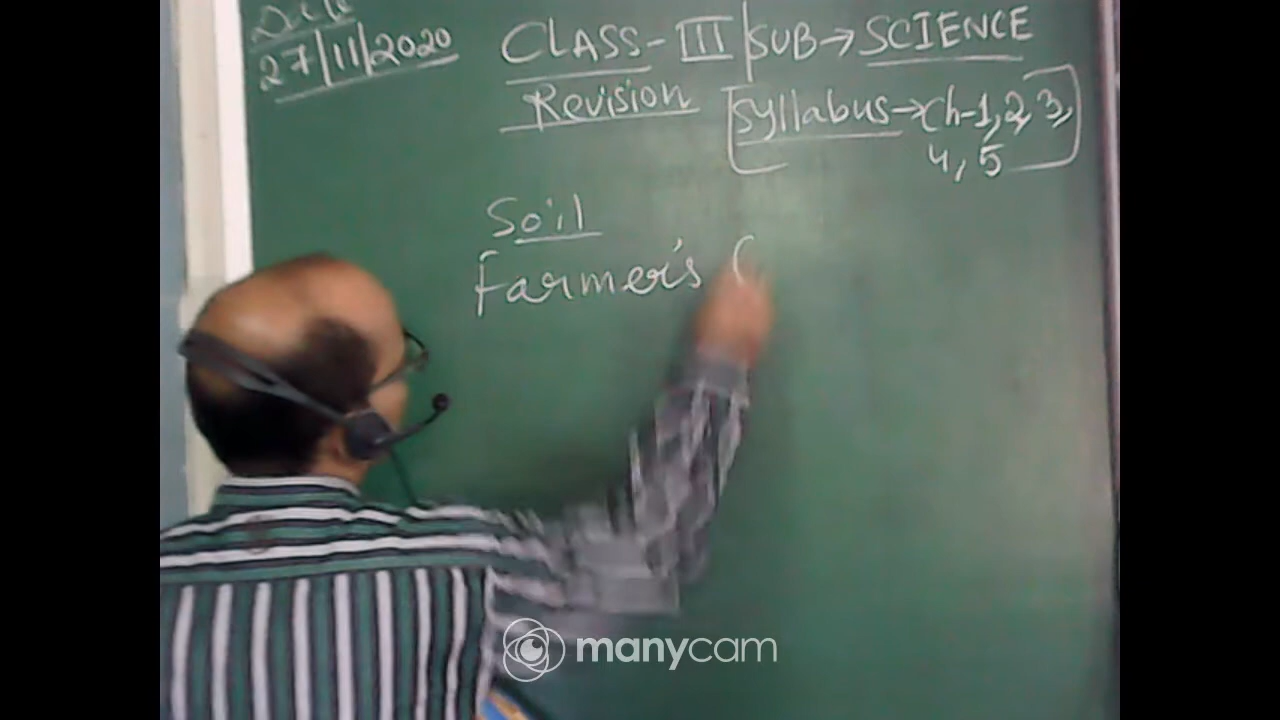 Date
27/11/2020
CLASS-III | SUB → SCIENCE
Revision
Syllabus → Ch-1, 2, 3,
4, 5
Soil
Farmer's
manycam